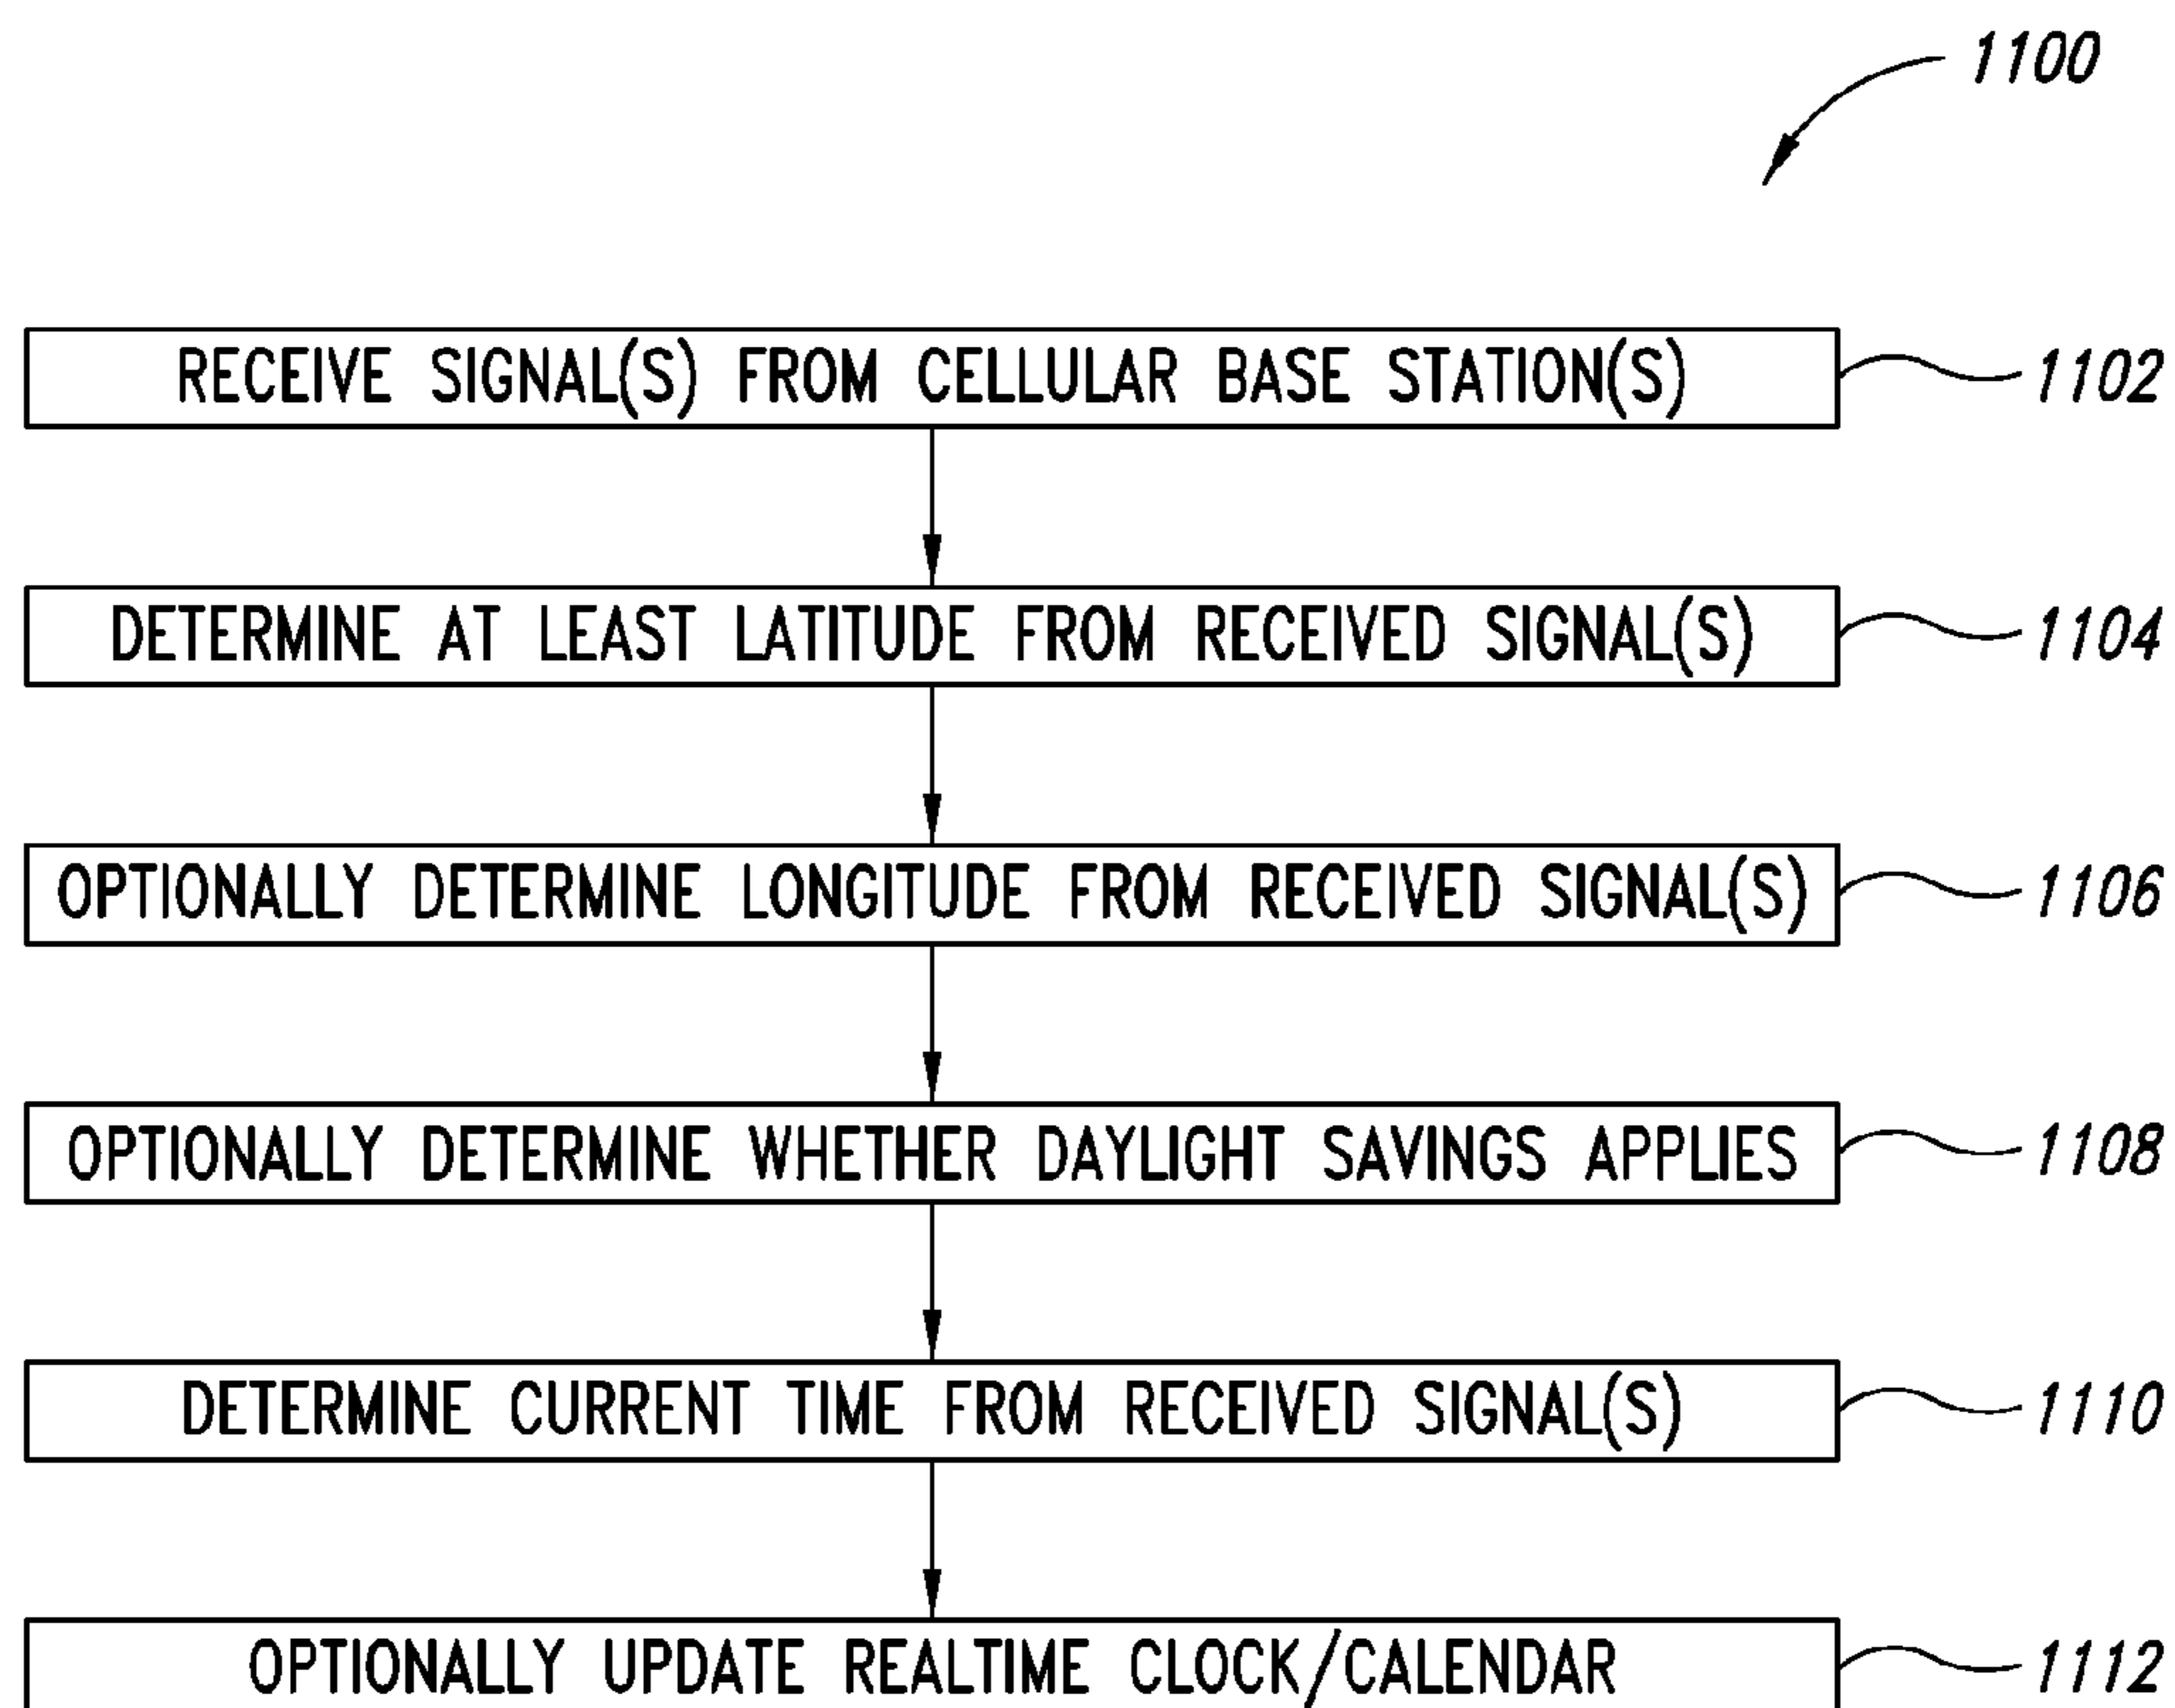 1100
RECEIVE SIGNAL(S) FROM CELLULAR BASE STATION(S)
1102
DETERMINE AT LEAST LATITUDE FROM RECEIVED SIGNAL(S)
1104
OPTIONALLY DETERMINE LONGITUDE FROM RECEIVED SIGNAL(S)
1106
OPTIONALLY DETERMINE WHETHER DAYLIGHT SAVINGS APPLIES
1108
DETERMINE CURRENT TIME FROM RECEIVED SIGNAL(S)
1110
OPTIONALLY UPDATE REALTIME CLOCK/CALENDAR
1112